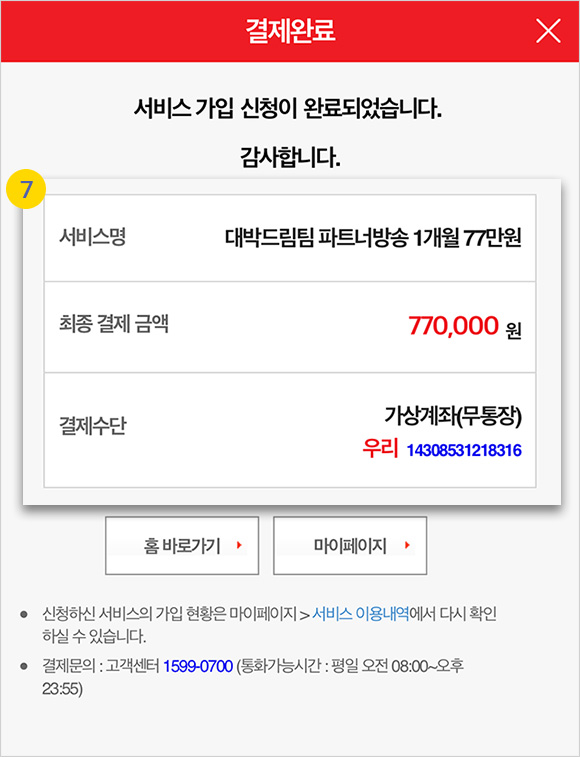 결제완료
서비스 가입 신청이 완료되었습니다.
감사합니다.
7
서비스명 대박드림팀 파트너방송 1개월 77만원
최종 결제 금액 770,000 원
결제수단 가상계좌(무통장)
우리 14308531218316
홈 바로가기 마이페이지
● 신청하신 서비스의 가입 현황은 마이페이지 > 서비스 이용내역에서 다시 확인
하실 수 있습니다.
● 결제문의 : 고객센터 1599-0700 (통화가능시간 : 평일 오전 08:00~오후
23:55)